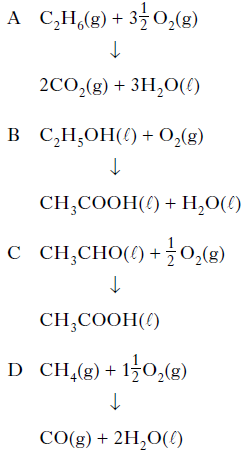 A C₂H₆(g) + 3½ O₂(g)
↓
2CO₂(g) + 3H₂O(ℓ)
B C₂H₅OH(ℓ) + O₂(g)
↓
CH₃COOH(ℓ) + H₂O(ℓ)
C CH₃CHO(ℓ) + ½ O₂(g)
↓
CH₃COOH(ℓ)
D CH₄(g) + 1½O₂(g)
↓
CO(g) + 2H₂O(ℓ)